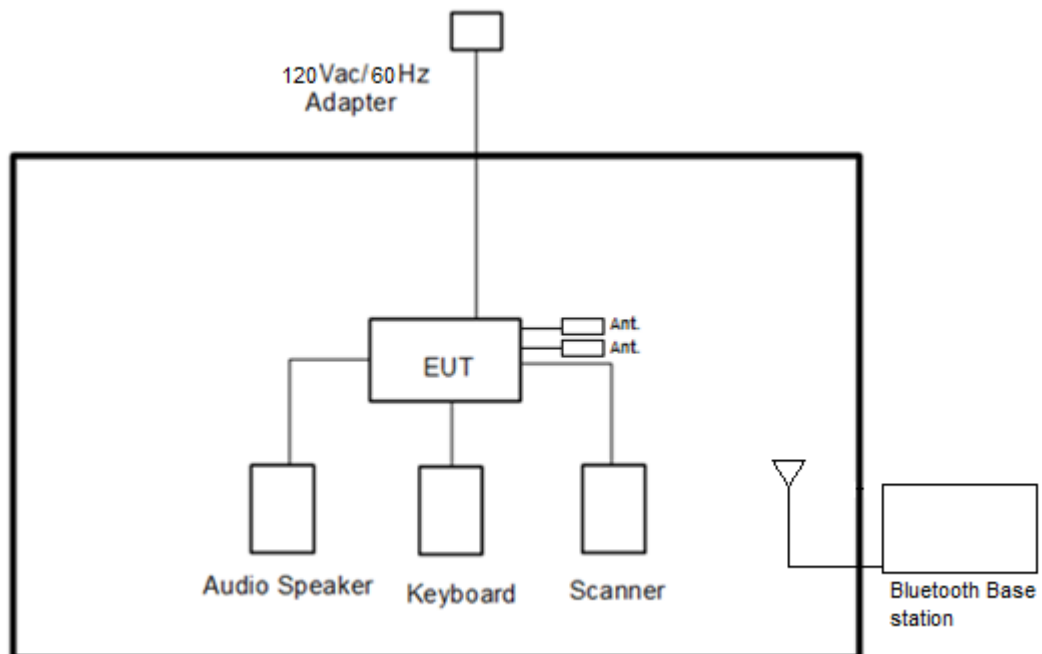 120Vac/60Hz
Adapter
Ant.
Ant.
EUT
Audio Speaker
Keyboard
Scanner
Bluetooth Base
station